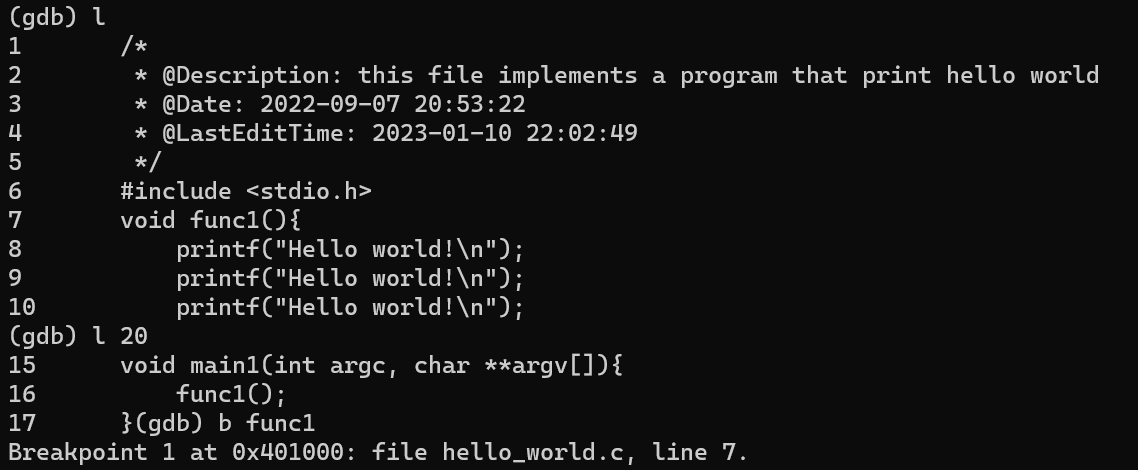 (gdb) l
1       /*
2        * @Description: this file implements a program that print hello world
3        * @Date: 2022-09-07 20:53:22
4        * @LastEditTime: 2023-01-10 22:02:49
5        */
6       #include <stdio.h>
7       void func1(){
8           printf("Hello world!\n");
9           printf("Hello world!\n");
10          printf("Hello world!\n");
(gdb) l 20
15      void main1(int argc, char **argv[]){
16          func1();
17      }(gdb) b func1
Breakpoint 1 at 0x401000: file hello_world.c, line 7.